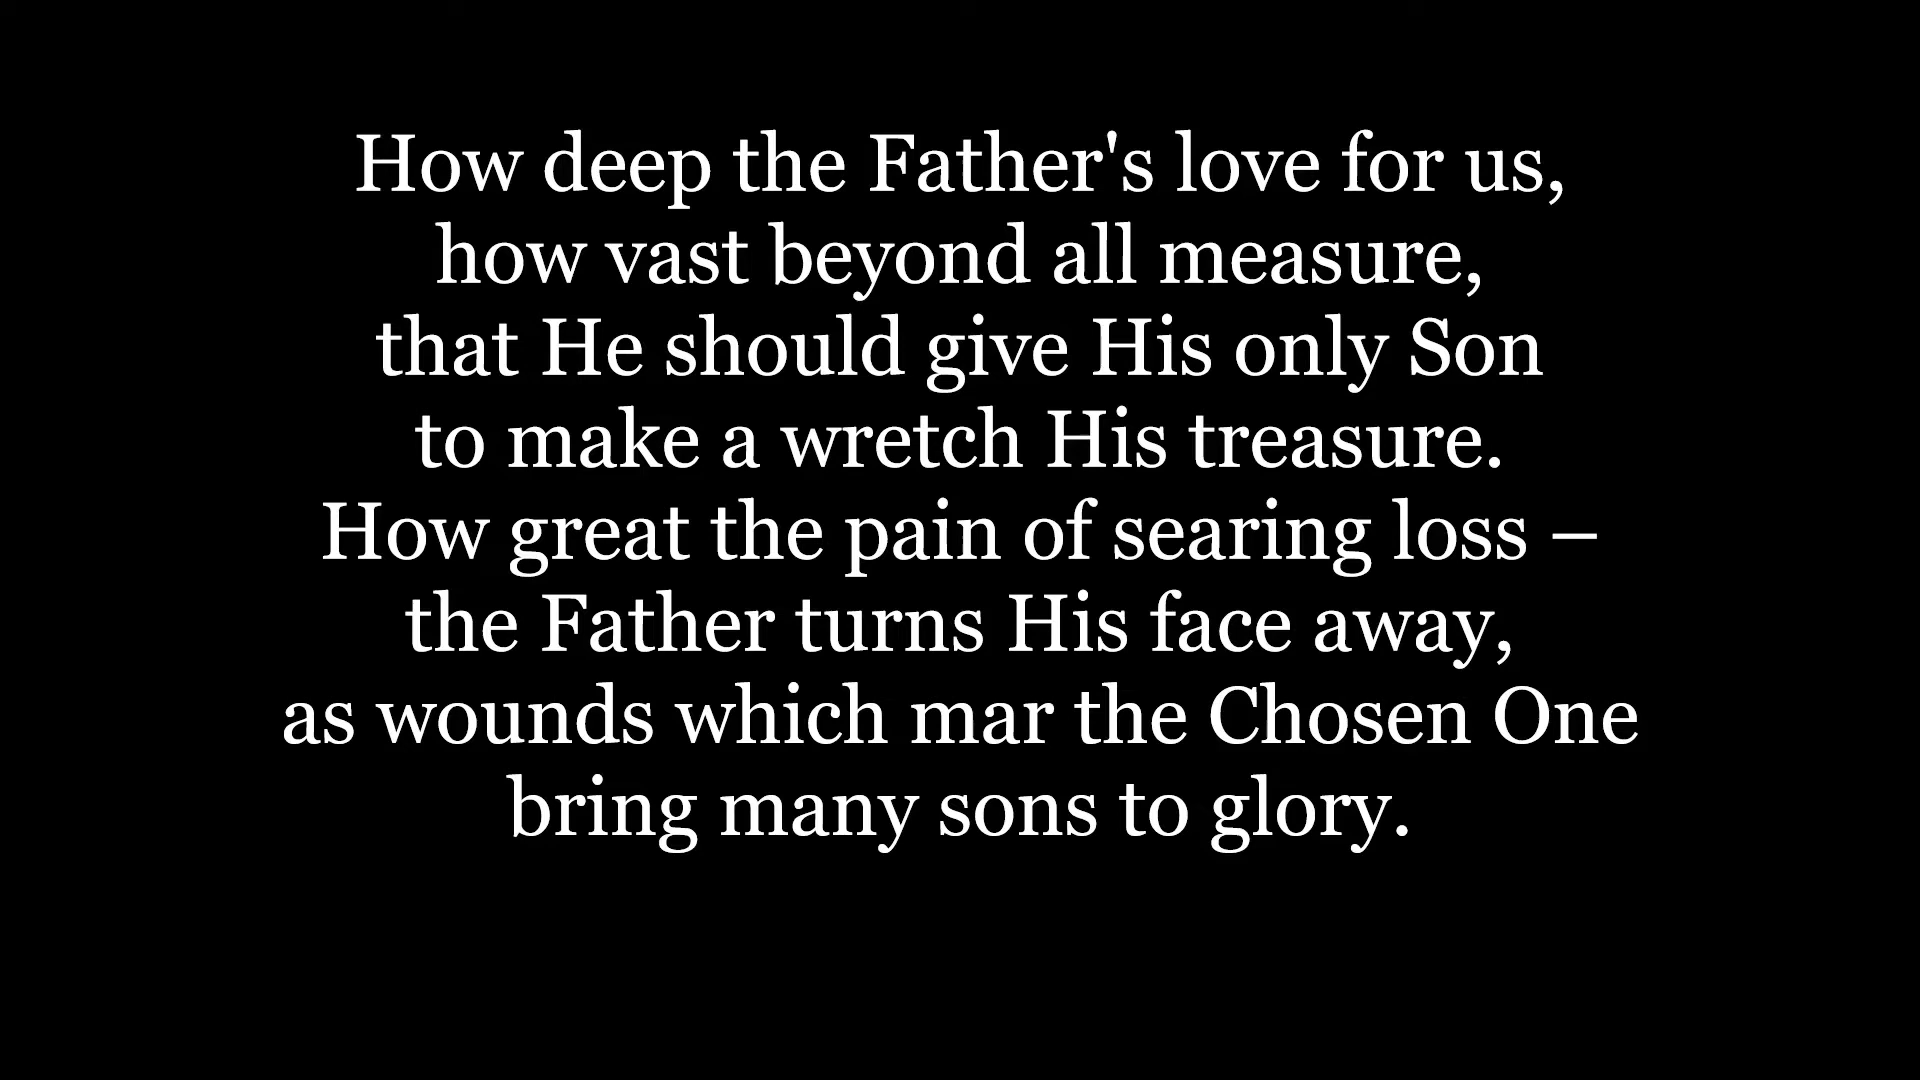 How deep the Father's love for us,
how vast beyond all measure,
that He should give His only Son
to make a wretch His treasure.
How great the pain of searing loss –
the Father turns His face away,
as wounds which mar the Chosen One
bring many sons to glory.